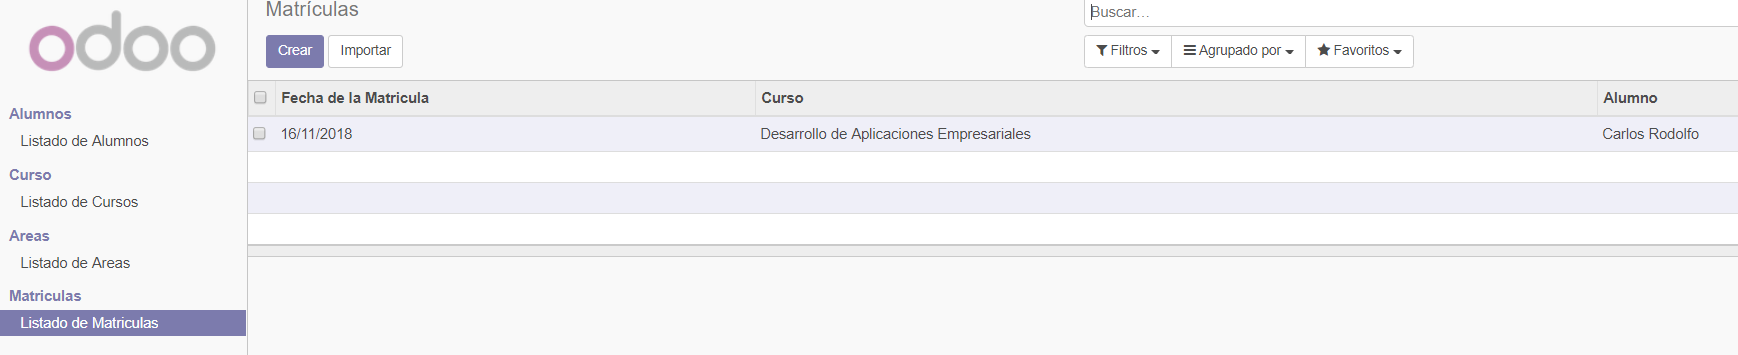 odoo
Alumnos
Listado de Alumnos
Curso
Listado de Cursos
Areas
Listado de Areas
Matriculas
Listado de Matriculas
Matrículas
Buscar...
Crear Importar
Filtros Agrupado por Favoritos
Fecha de la Matricula Curso Alumno
16/11/2018 Desarrollo de Aplicaciones Empresariales Carlos Rodolfo